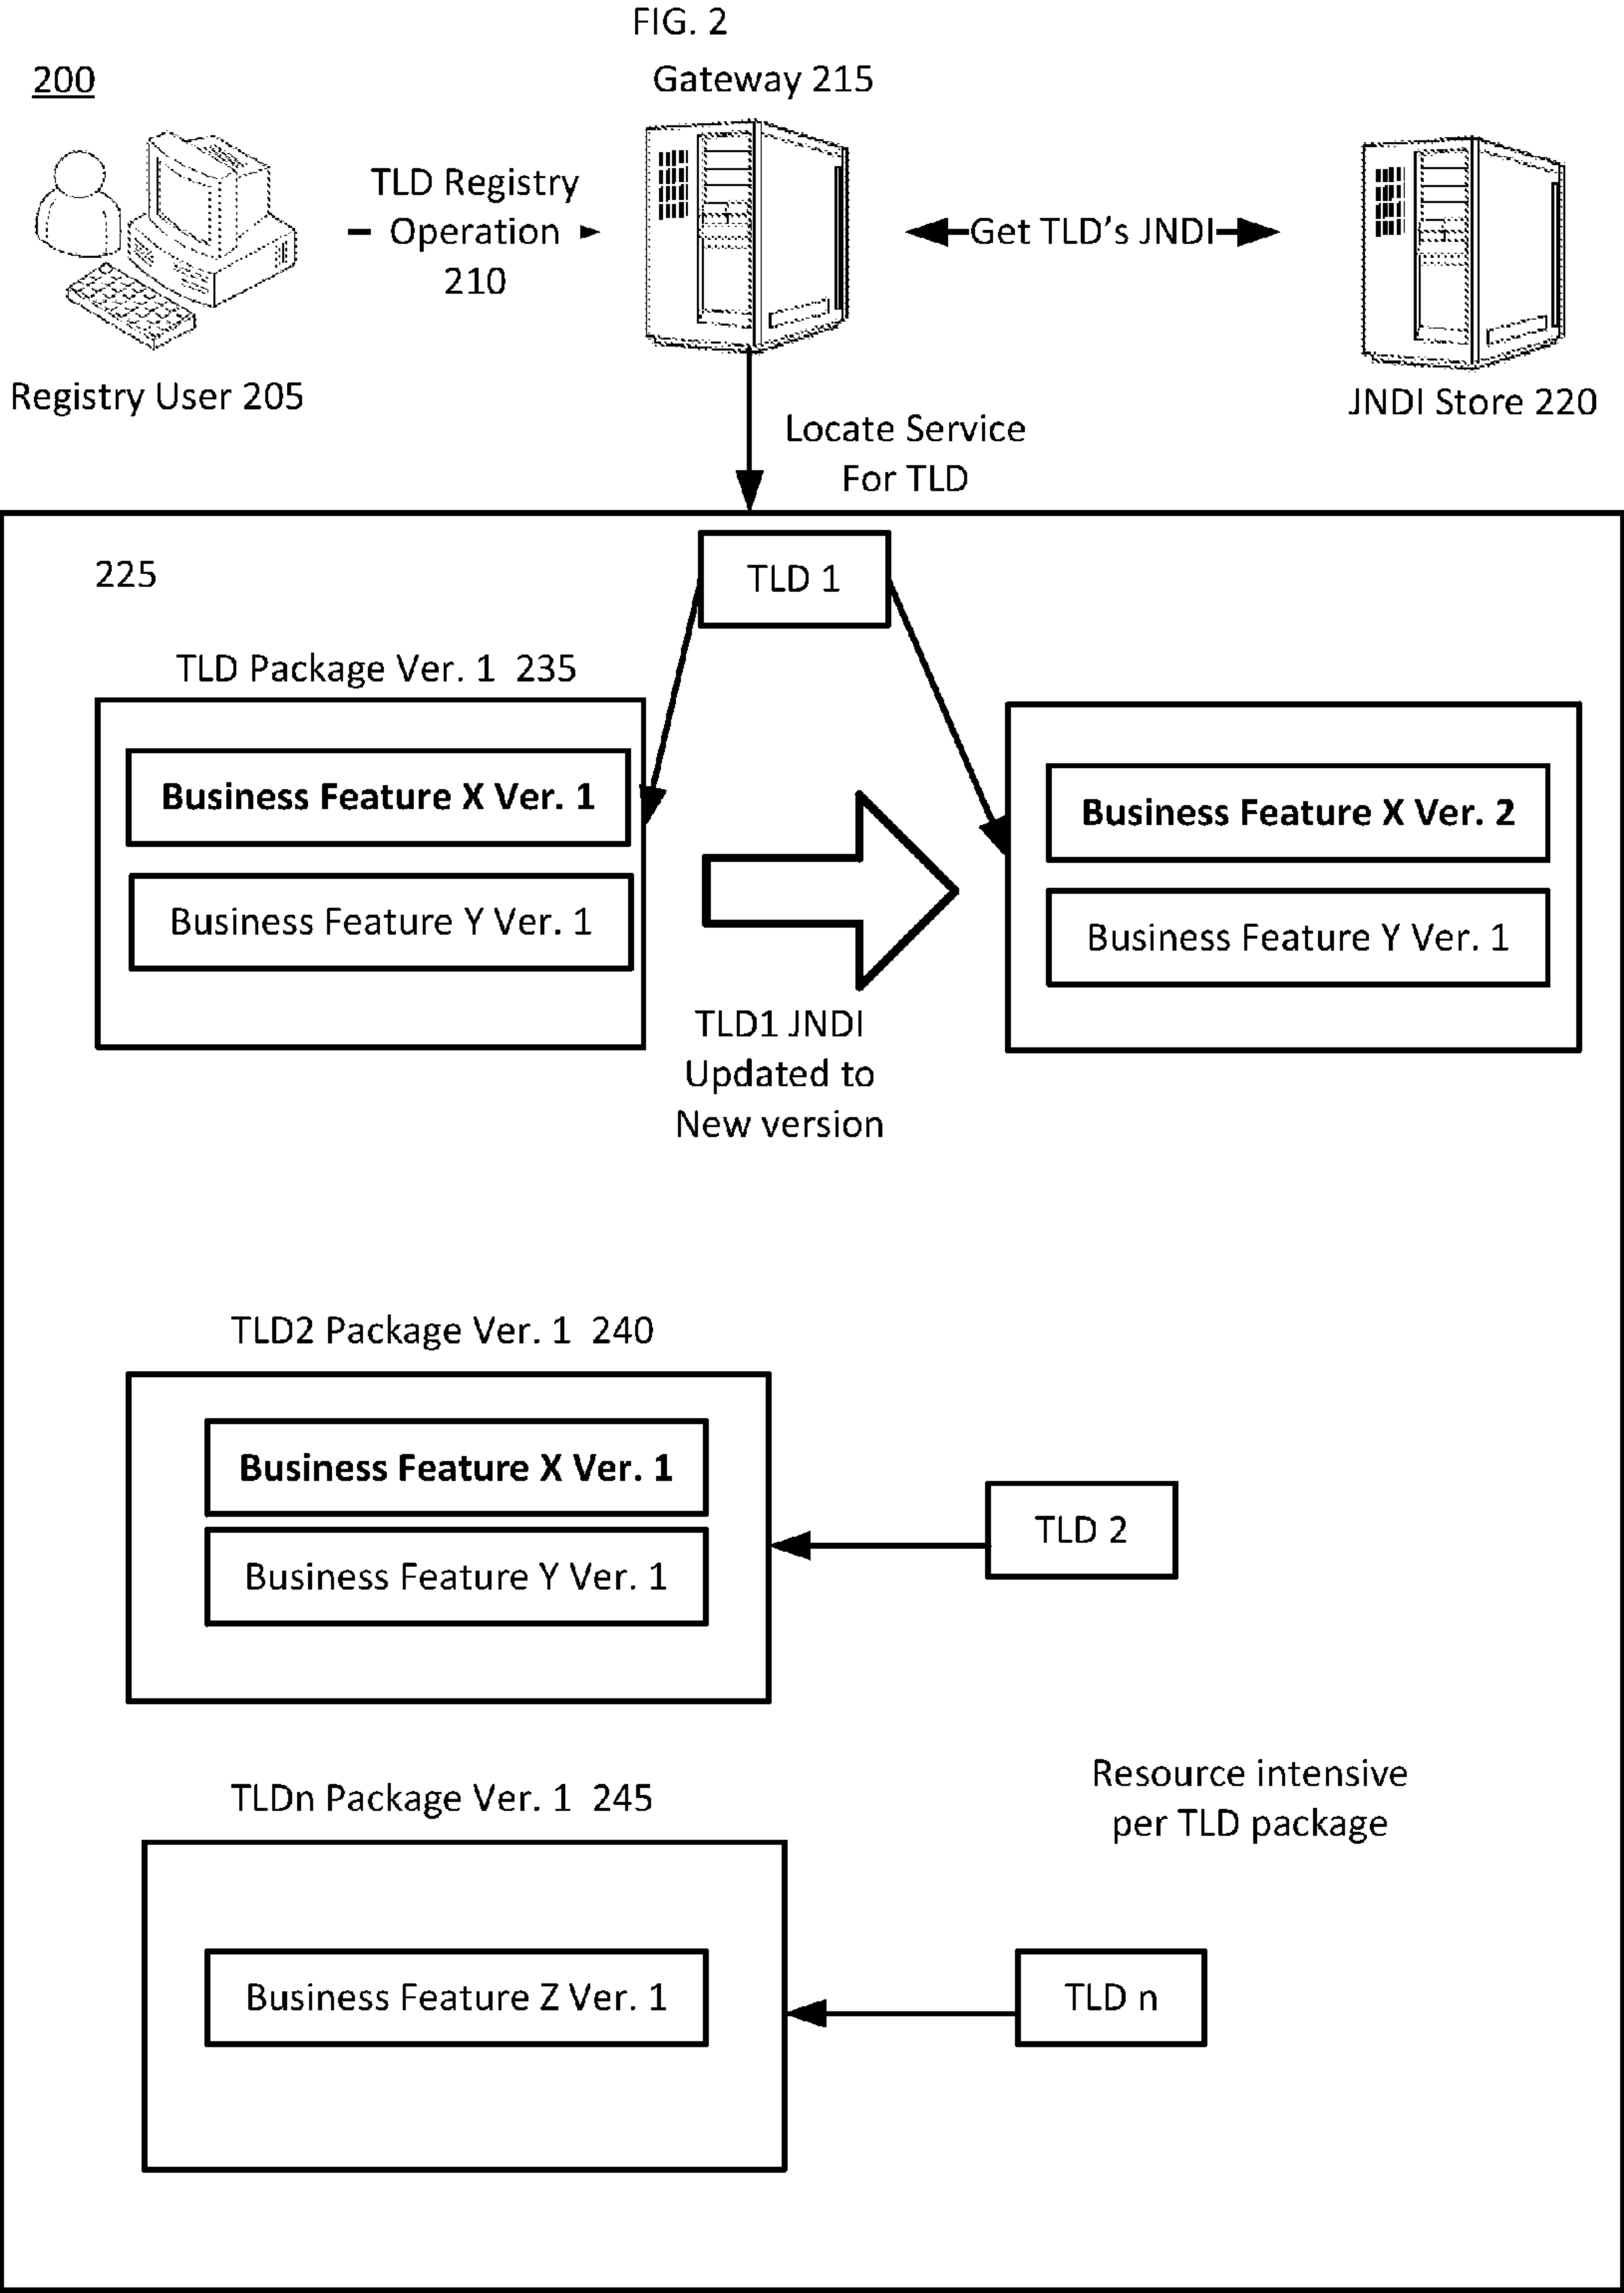 FIG. 2
200
Gateway 215
TLD Registry
Operation
210
Get TLD's JNDI
Registry User 205
JNDI Store 220
Locate Service
For TLD
225
TLD 1
TLD Package Ver. 1 235
Business Feature X Ver. 1
Business Feature Y Ver. 1
Business Feature X Ver. 2
Business Feature Y Ver. 1
TLD1 JNDI
Updated to
New version
TLD2 Package Ver. 1 240
Business Feature X Ver. 1
Business Feature Y Ver. 1
TLD 2
Resource intensive
per TLD package
TLDn Package Ver. 1 245
Business Feature Z Ver. 1
TLD n